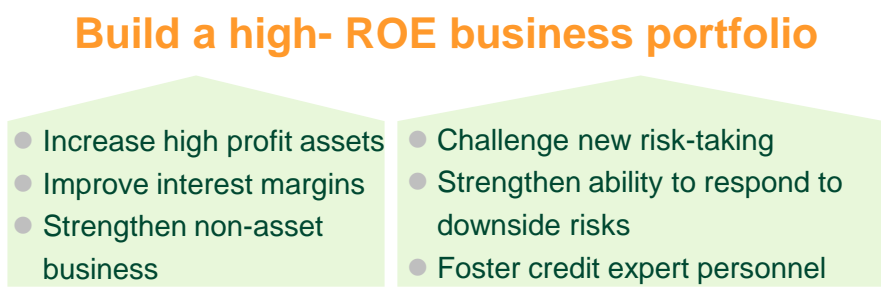 Build a high- ROE business portfolio
● Increase high profit assets
● Improve interest margins
● Strengthen non-asset
business
● Challenge new risk-taking
● Strengthen ability to respond to
downside risks
● Foster credit expert personnel